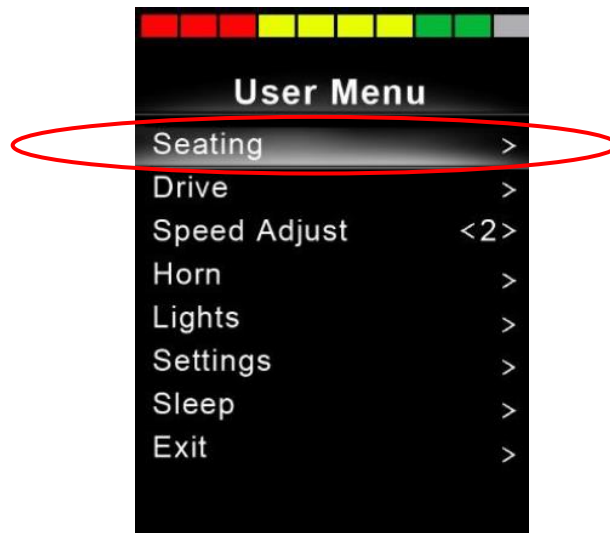 User Menu
Seating >
Drive >
Speed Adjust <2>
Horn >
Lights >
Settings >
Sleep >
Exit >